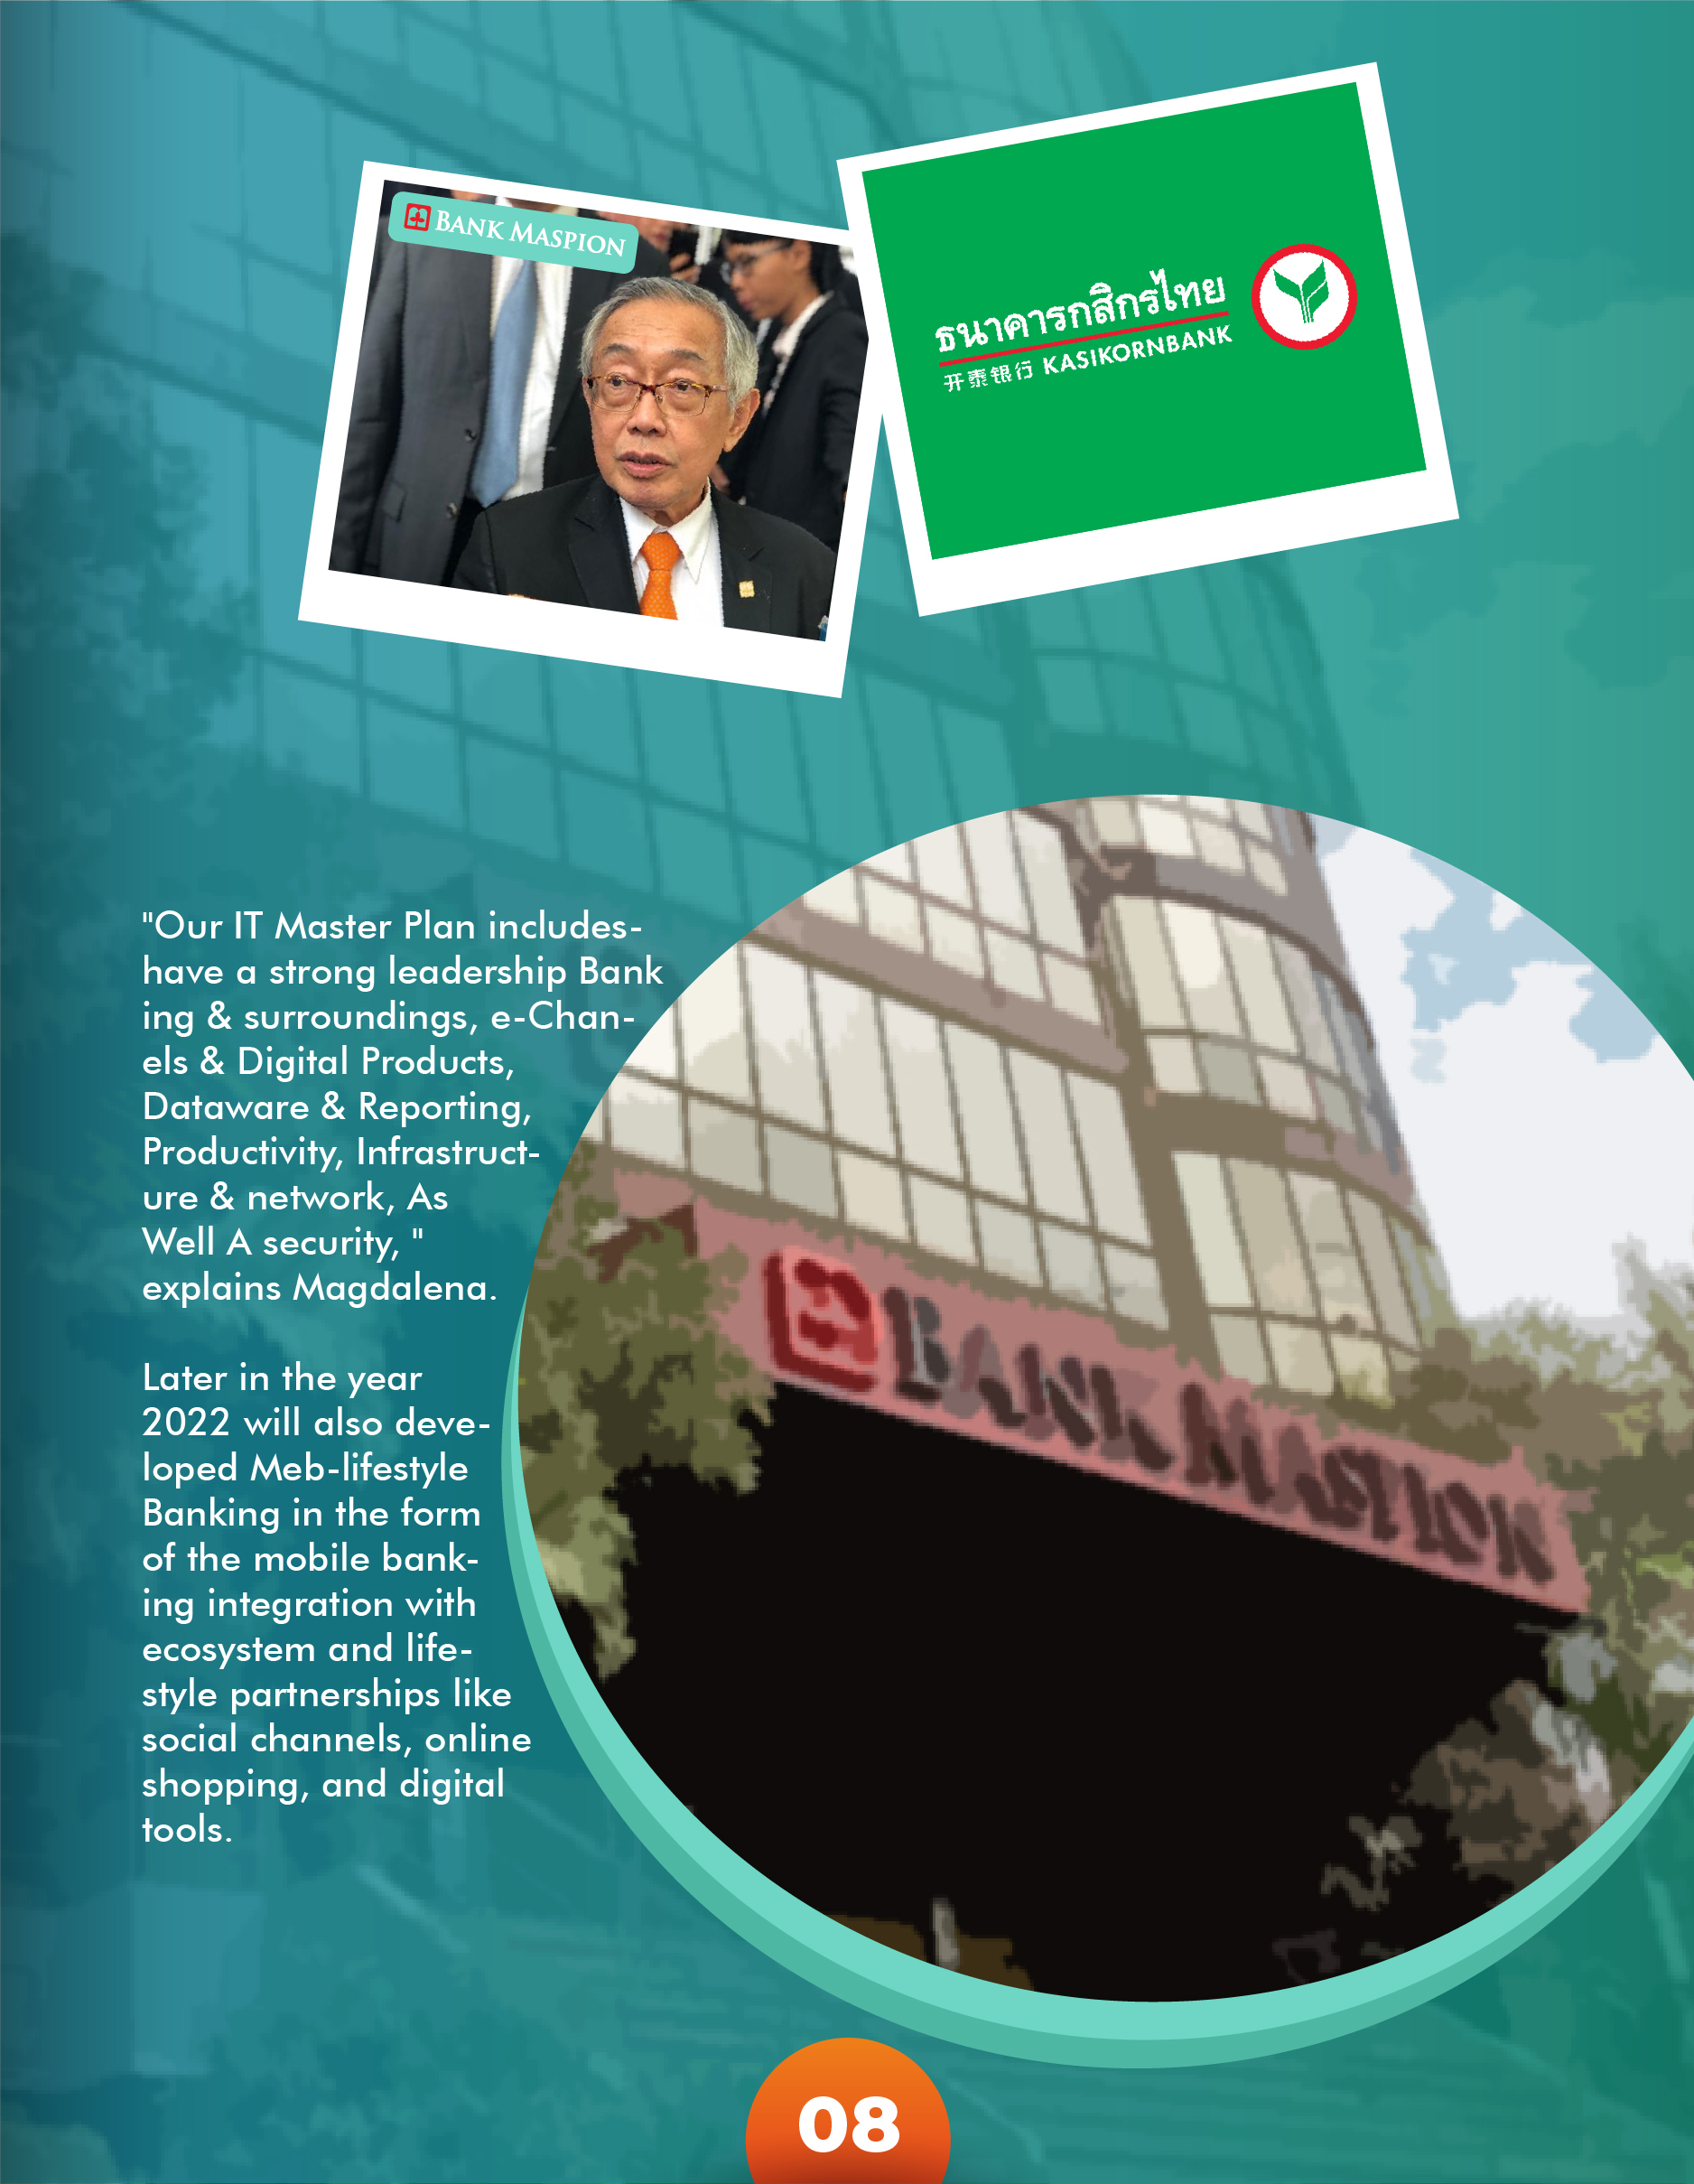 BANK MASPION
ธนาคารกสิกรไทย
开泰银行 KASIKORNBANK
"Our IT Master Plan includes-
have a strong leadership Bank
ing & surroundings, e-Chan-
els & Digital Products,
Dataware & Reporting,
Productivity, Infrastruct-
ure & network, As
Well A security, "
explains Magdalena.
Later in the year
2022 will also deve-
loped Meb-lifestyle
Banking in the form
of the mobile bank-
ing integration with
ecosystem and life-
style partnerships like
social channels, online
shopping, and digital
tools.
BANK MASPION
08